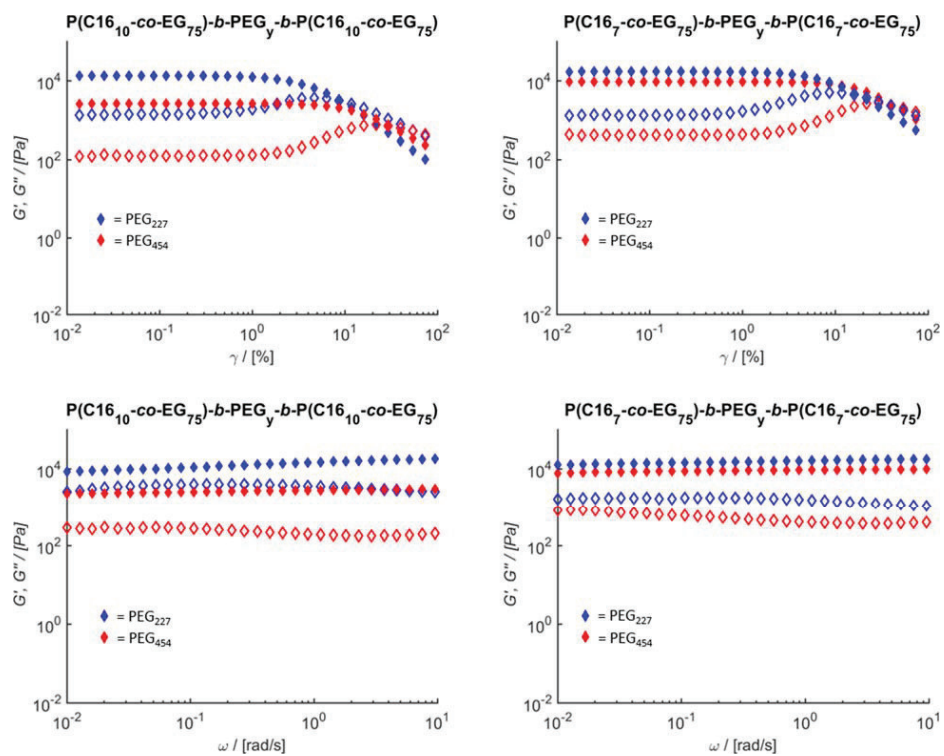 P(C16₁₀-co-EG₇₅)-b-PEGᵧ-b-P(C16₁₀-co-EG₇₅)
10⁴
10²
10⁰
10⁻²
G', G'' / [Pa]
= PEG₂₂₇
= PEG₄₅₄
10⁻² 10⁻¹ 10⁰ 10¹ 10²
γ / [%]
P(C16₇-co-EG₇₅)-b-PEGᵧ-b-P(C16₇-co-EG₇₅)
10⁴
10²
10⁰
10⁻²
G', G'' / [Pa]
= PEG₂₂₇
= PEG₄₅₄
10⁻² 10⁻¹ 10⁰ 10¹ 10²
γ / [%]
P(C16₁₀-co-EG₇₅)-b-PEGᵧ-b-P(C16₁₀-co-EG₇₅)
10⁴
10²
10⁰
10⁻²
G', G'' / [Pa]
= PEG₂₂₇
= PEG₄₅₄
10⁻² 10⁻¹ 10⁰ 10¹
ω / [rad/s]
P(C16₇-co-EG₇₅)-b-PEGᵧ-b-P(C16₇-co-EG₇₅)
10⁴
10²
10⁰
10⁻²
G', G'' / [Pa]
= PEG₂₂₇
= PEG₄₅₄
10⁻² 10⁻¹ 10⁰ 10¹
ω / [rad/s]